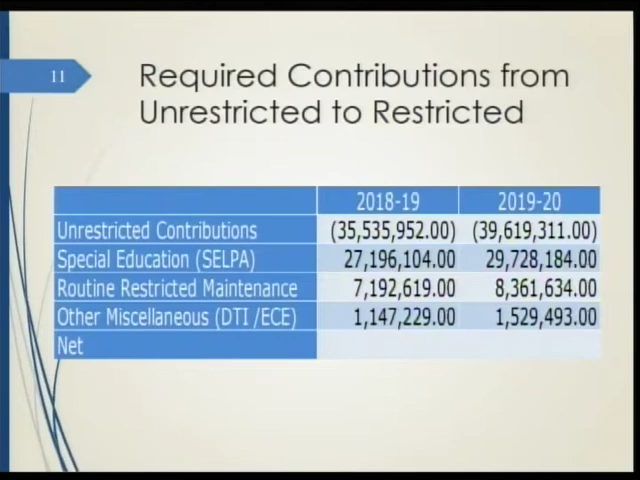 11
Required Contributions from
Unrestricted to Restricted
2018-19 2019-20
Unrestricted Contributions (35,535,952.00) (39,619,311.00)
Special Education (SELPA) 27,196,104.00 29,728,184.00
Routine Restricted Maintenance 7,192,619.00 8,361,634.00
Other Miscellaneous (DTI /ECE) 1,147,229.00 1,529,493.00
Net